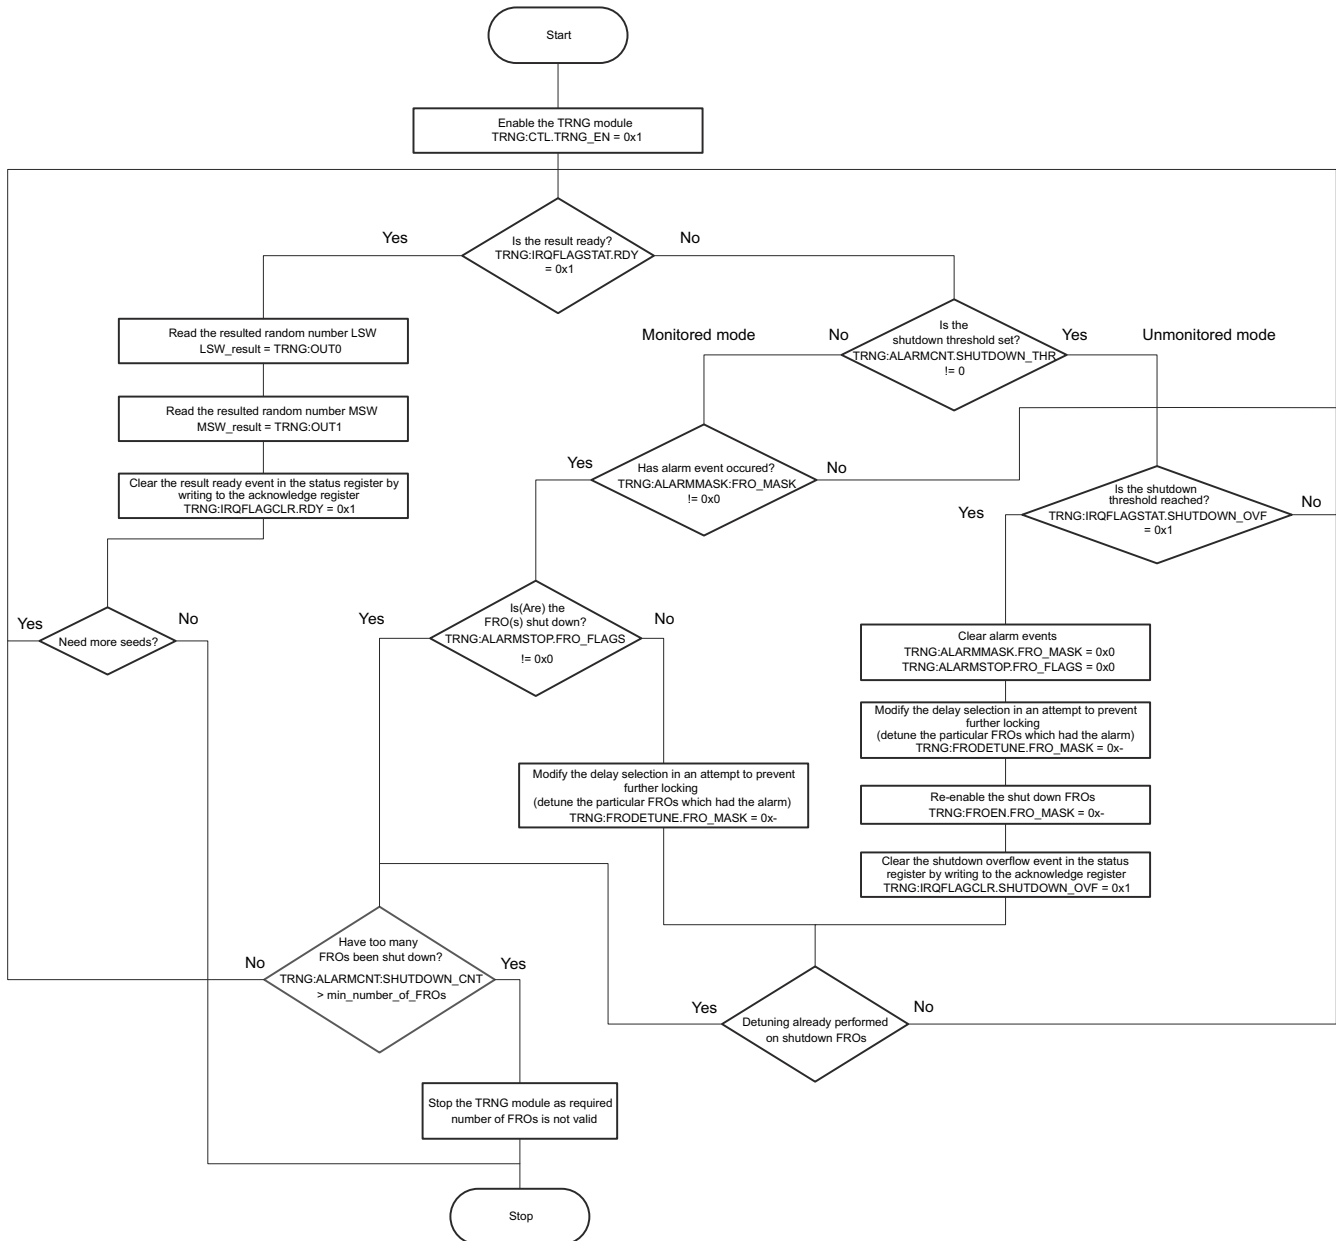 Start
Enable the TRNG module
TRNG:CTL.TRNG_EN = 0x1
Yes
Is the result ready?
TRNG:IRQFLAGSTAT.RDY
= 0x1
No
Read the resulted random number LSW
LSW_result = TRNG:OUT0
Monitored mode
No
Is the
shutdown threshold set?
TRNG:ALARMCNT.SHUTDOWN_THR
!= 0
Yes
Unmonitored mode
Read the resulted random number MSW
MSW_result = TRNG:OUT1
Clear the result ready event in the status register by
writing to the acknowledge register
TRNG:IRQFLAGCLR.RDY = 0x1
Yes
Has alarm event occured?
TRNG:ALARMMASK:FRO_MASK
!= 0x0
No
Yes
Is the shutdown
threshold reached?
TRNG:IRQFLAGSTAT.SHUTDOWN_OVF
= 0x1
No
Yes
Need more seeds?
No
Yes
Is(Are) the
FRO(s) shut down?
TRNG:ALARMSTOP.FRO_FLAGS
!= 0x0
No
Clear alarm events
TRNG:ALARMMASK.FRO_MASK = 0x0
TRNG:ALARMSTOP.FRO_FLAGS = 0x0
Modify the delay selection in an attempt to prevent
further locking
(detune the particular FROs which had the alarm)
TRNG:FRODETUNE.FRO_MASK = 0x-
Modify the delay selection in an attempt to prevent
further locking
(detune the particular FROs which had the alarm)
TRNG:FRODETUNE.FRO_MASK = 0x-
Re-enable the shut down FROs
TRNG:FROEN.FRO_MASK = 0x-
Clear the shutdown overflow event in the status
register by writing to the acknowledge register
TRNG:IRQFLAGCLR.SHUTDOWN_OVF = 0x1
No
Have too many
FROs been shut down?
TRNG:ALARMCNT:SHUTDOWN_CNT
> min_number_of_FROs
Yes
Yes
Detuning already performed
on shutdown FROs
No
Stop the TRNG module as required
number of FROs is not valid
Stop